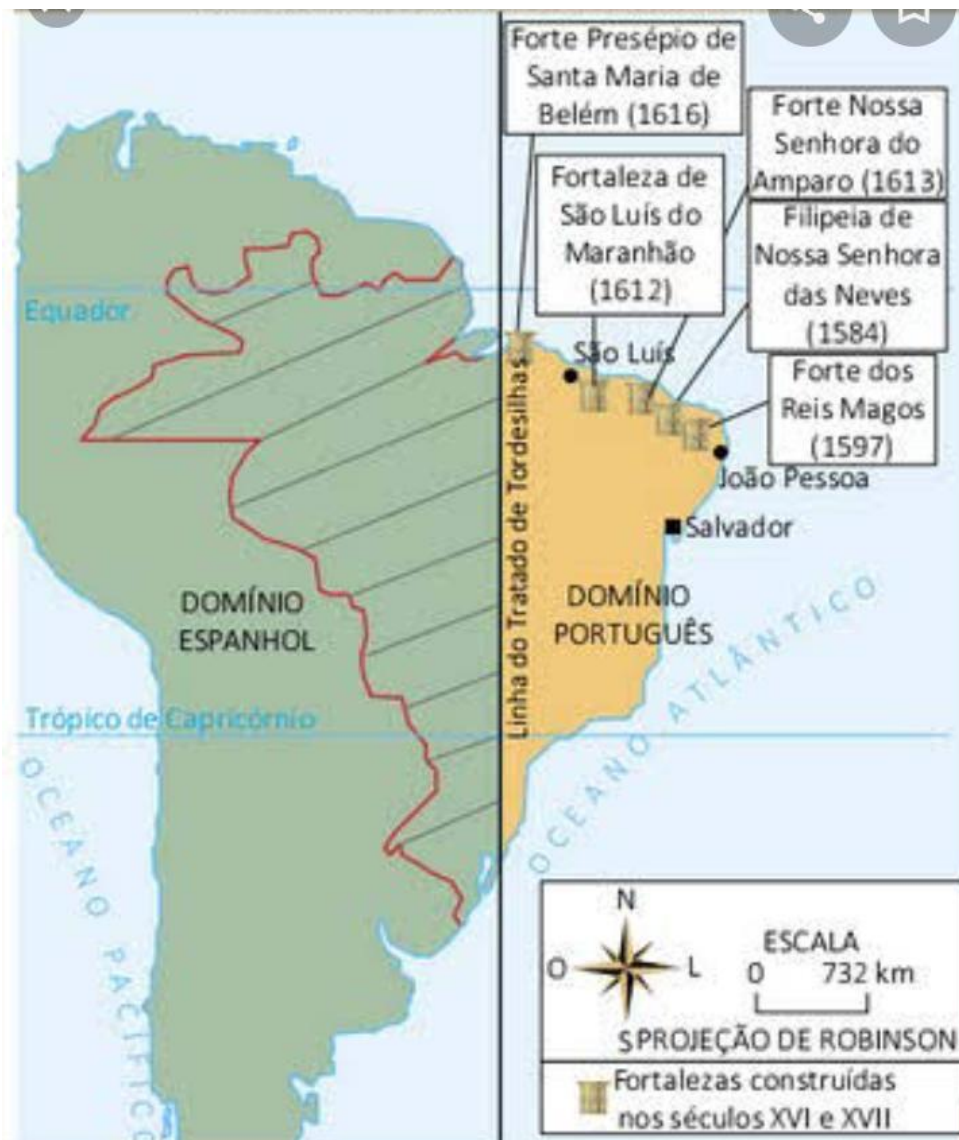 Forte Presépio de
Santa Maria de
Belém (1616)
Forte Nossa
Senhora do
Amparo (1613)
Fortaleza de
São Luís do
Maranhão
(1612)
Filipeia de
Nossa Senhora
das Neves
(1584)
Forte dos
Reis Magos
(1597)
Equador
São Luís
João Pessoa
Salvador
Linha do Tratado de Tordesilhas
DOMÍNIO
ESPANHOL
DOMÍNIO
PORTUGUÊS
Trópico de Capricórnio
OCEANO ATLÂNTICO
OCEANO PACÍFICO
N
O
L
S
ESCALA
0 732 km
PROJEÇÃO DE ROBINSON
Fortalezas construídas
nos séculos XVI e XVII